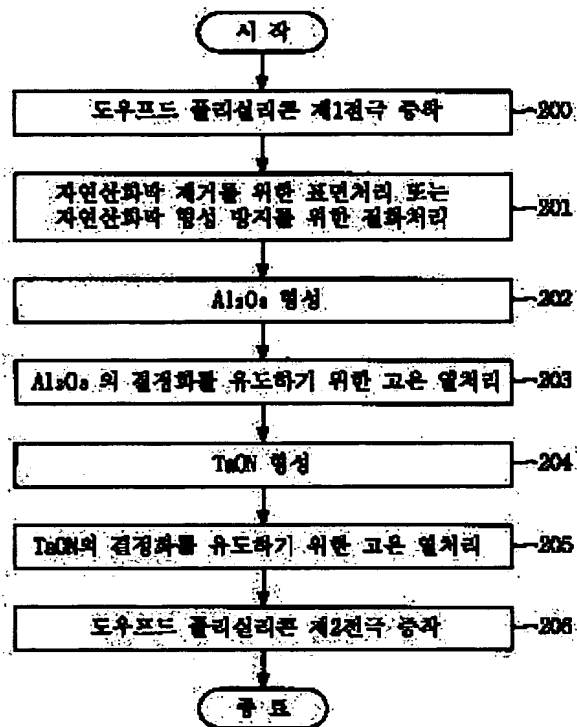 시 작
도우프드 폴리실리콘 제1전극 증착
200
자연산화막 제거를 위한 표면처리 또는
자연산화막 형성 방지를 위한 질화처리
201
Al₂O₃ 형성
202
Al₂O₃ 의 결정화를 유도하기 위한 고온 열처리
203
TaON 형성
204
TaON의 결정화를 유도하기 위한 고온 열처리
205
도우프드 폴리실리콘 제2전극 증착
206
종 료